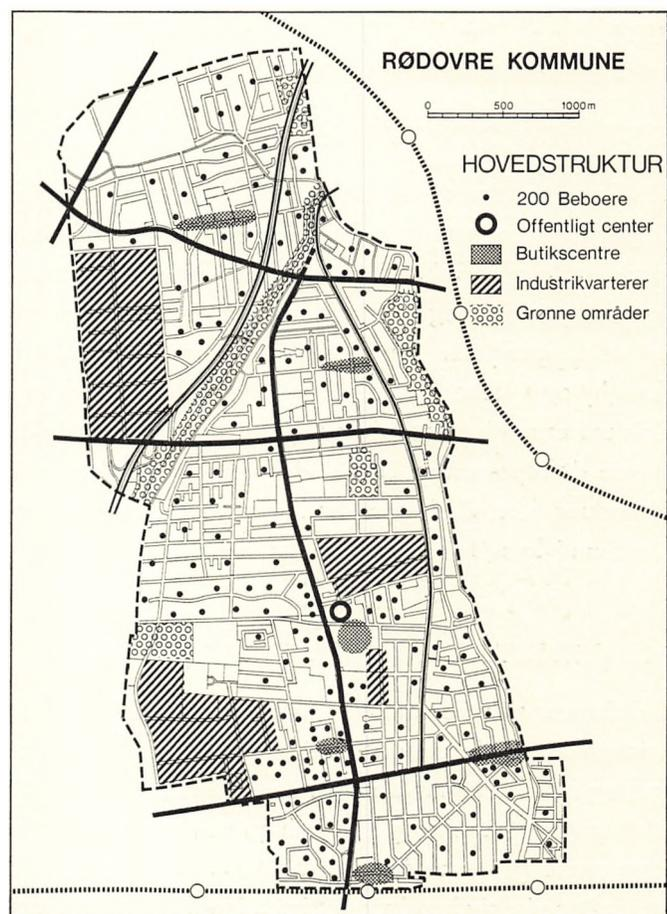 RØDOVRE KOMMUNE
0 500 1000m
HOVEDSTRUKTUR
200 Beboere
Offentligt center
Butikscentre
Industrikvarterer
Grønne områder